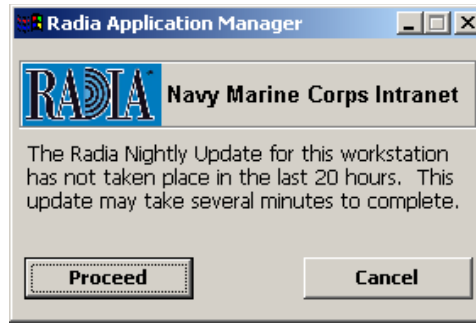 Radia Application Manager
RADIA Navy Marine Corps Intranet
The Radia Nightly Update for this workstation
has not taken place in the last 20 hours.  This
update may take several minutes to complete.
Proceed Cancel